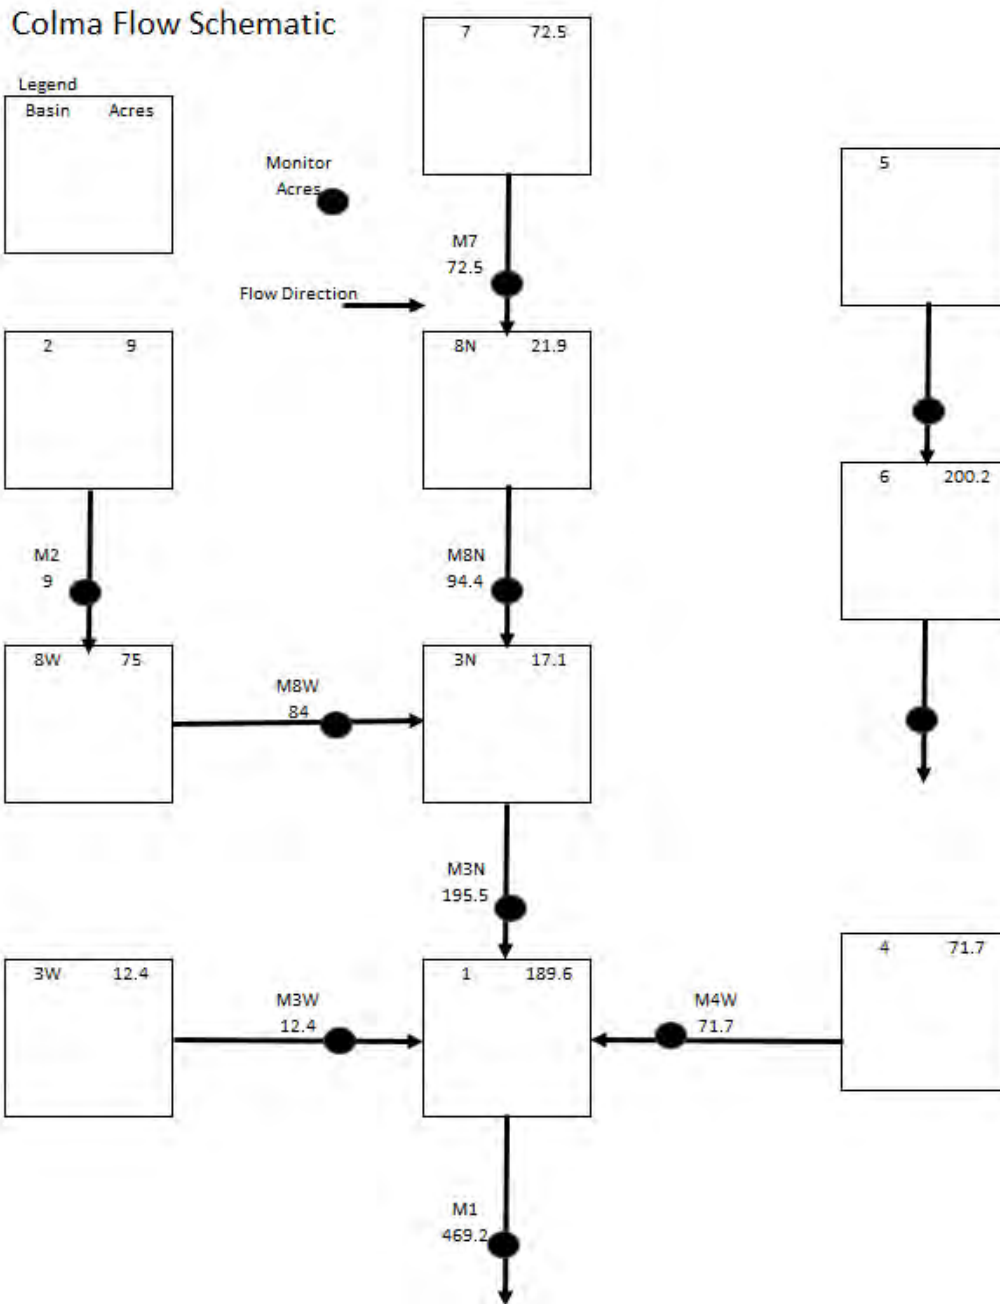 Colma Flow Schematic
7 72.5
Legend
Basin Acres
Monitor
Acres
5
M7
72.5
Flow Direction
2 9
8N 21.9
6 200.2
M2
9
M8N
94.4
8W 75
M8W
84
3N 17.1
M3N
195.5
4 71.7
3W 12.4
M3W
12.4
1 189.6
M4W
71.7
M1
469.2